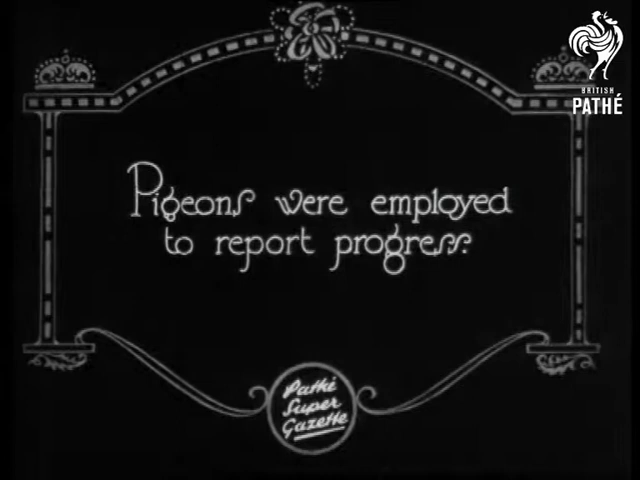 BRITISH
PATHÉ
Pigeons were employed
to report progress.
Pathé
Super
Gazette